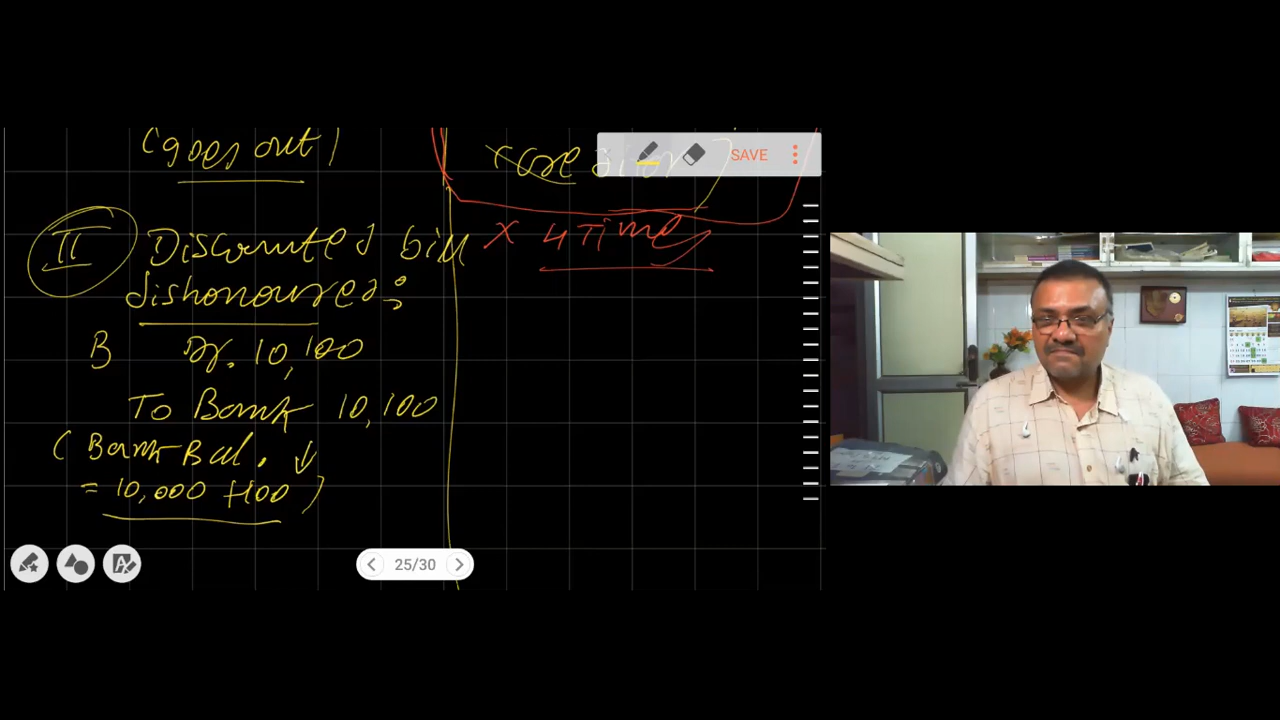 (goes out)
II Discounted bill
dishonoured:
B Dr. 10,100
To Bank 10,100
(Bank Bal. ↓
= 10,000 + 100)
SAVE
x 4 Times
25/30